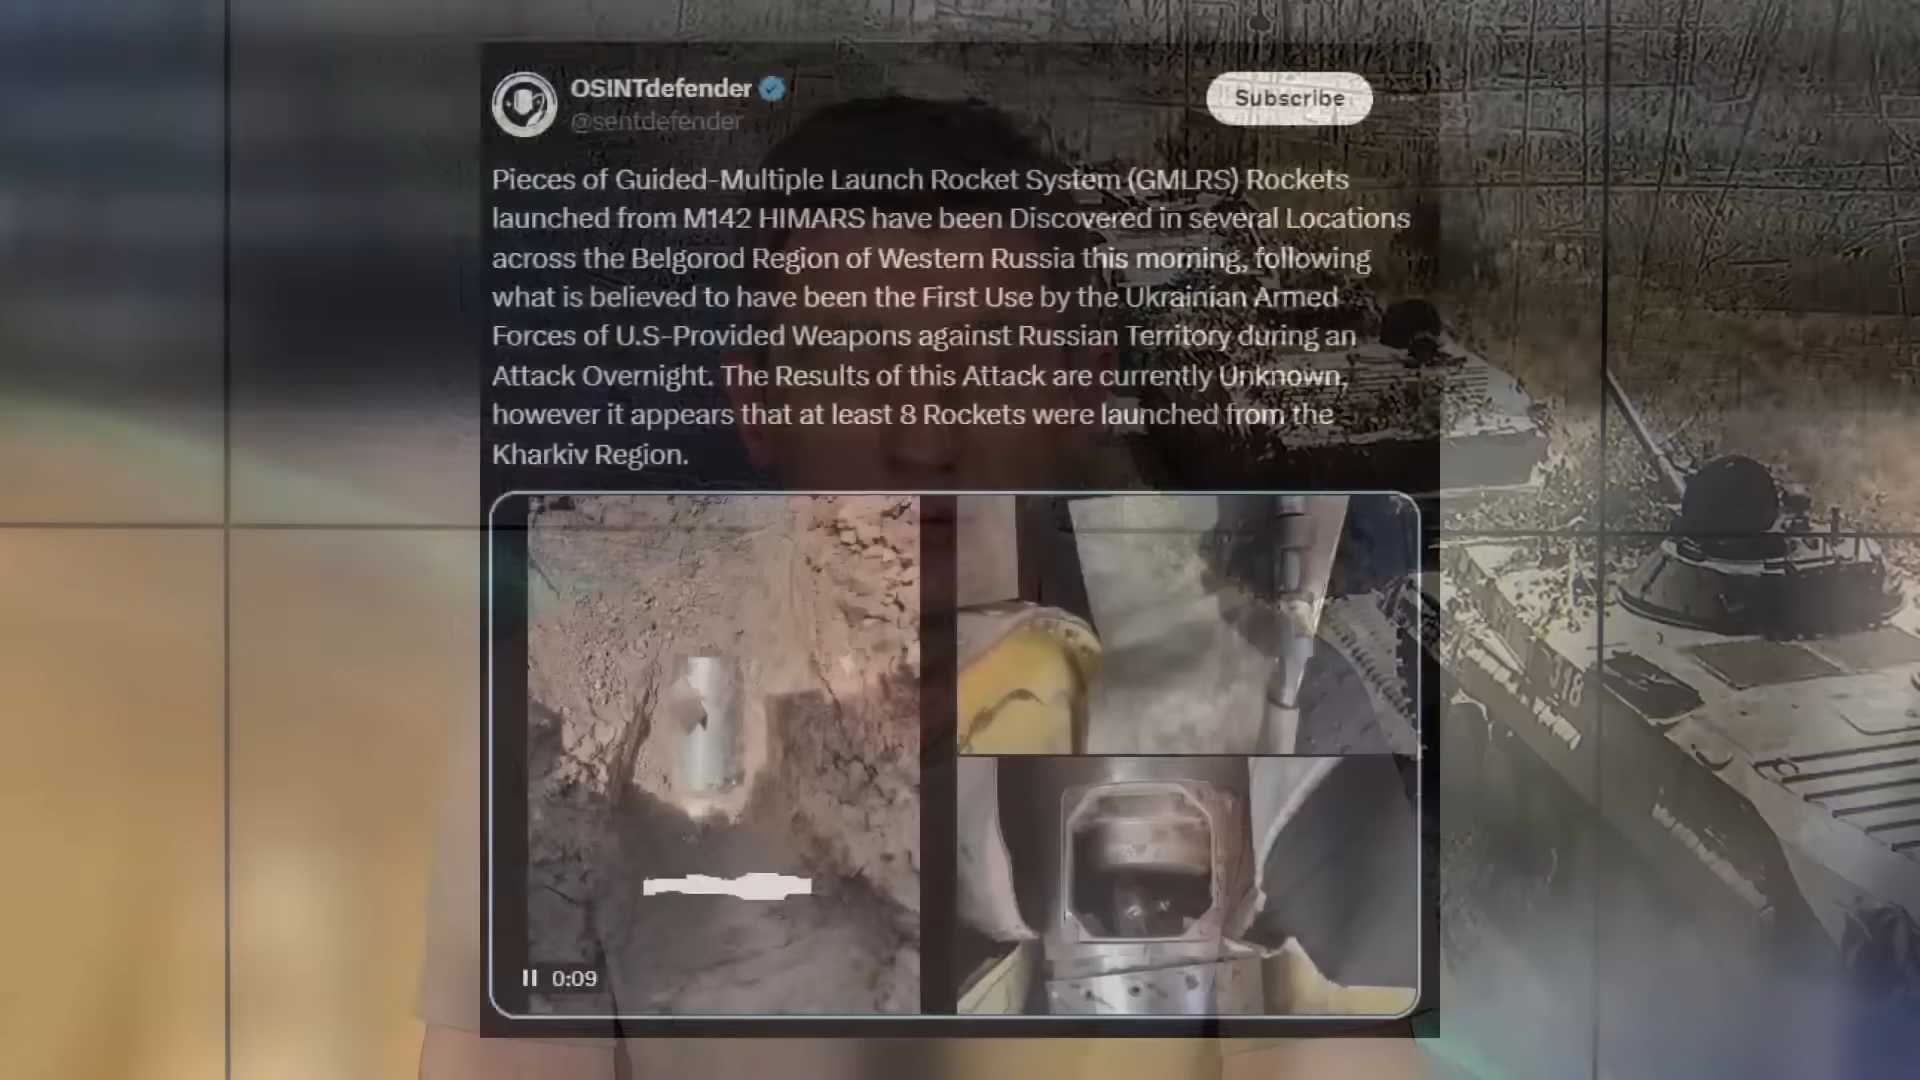 OSINTdefender
@sentdefender
Subscribe
Pieces of Guided-Multiple Launch Rocket System (GMLRS) Rockets
launched from M142 HIMARS have been Discovered in several Locations
across the Belgorod Region of Western Russia this morning, following
what is believed to have been the First Use by the Ukrainian Armed
Forces of U.S-Provided Weapons against Russian Territory during an
Attack Overnight. The Results of this Attack are currently Unknown,
however it appears that at least 8 Rockets were launched from the
Kharkiv Region.
318
0:09